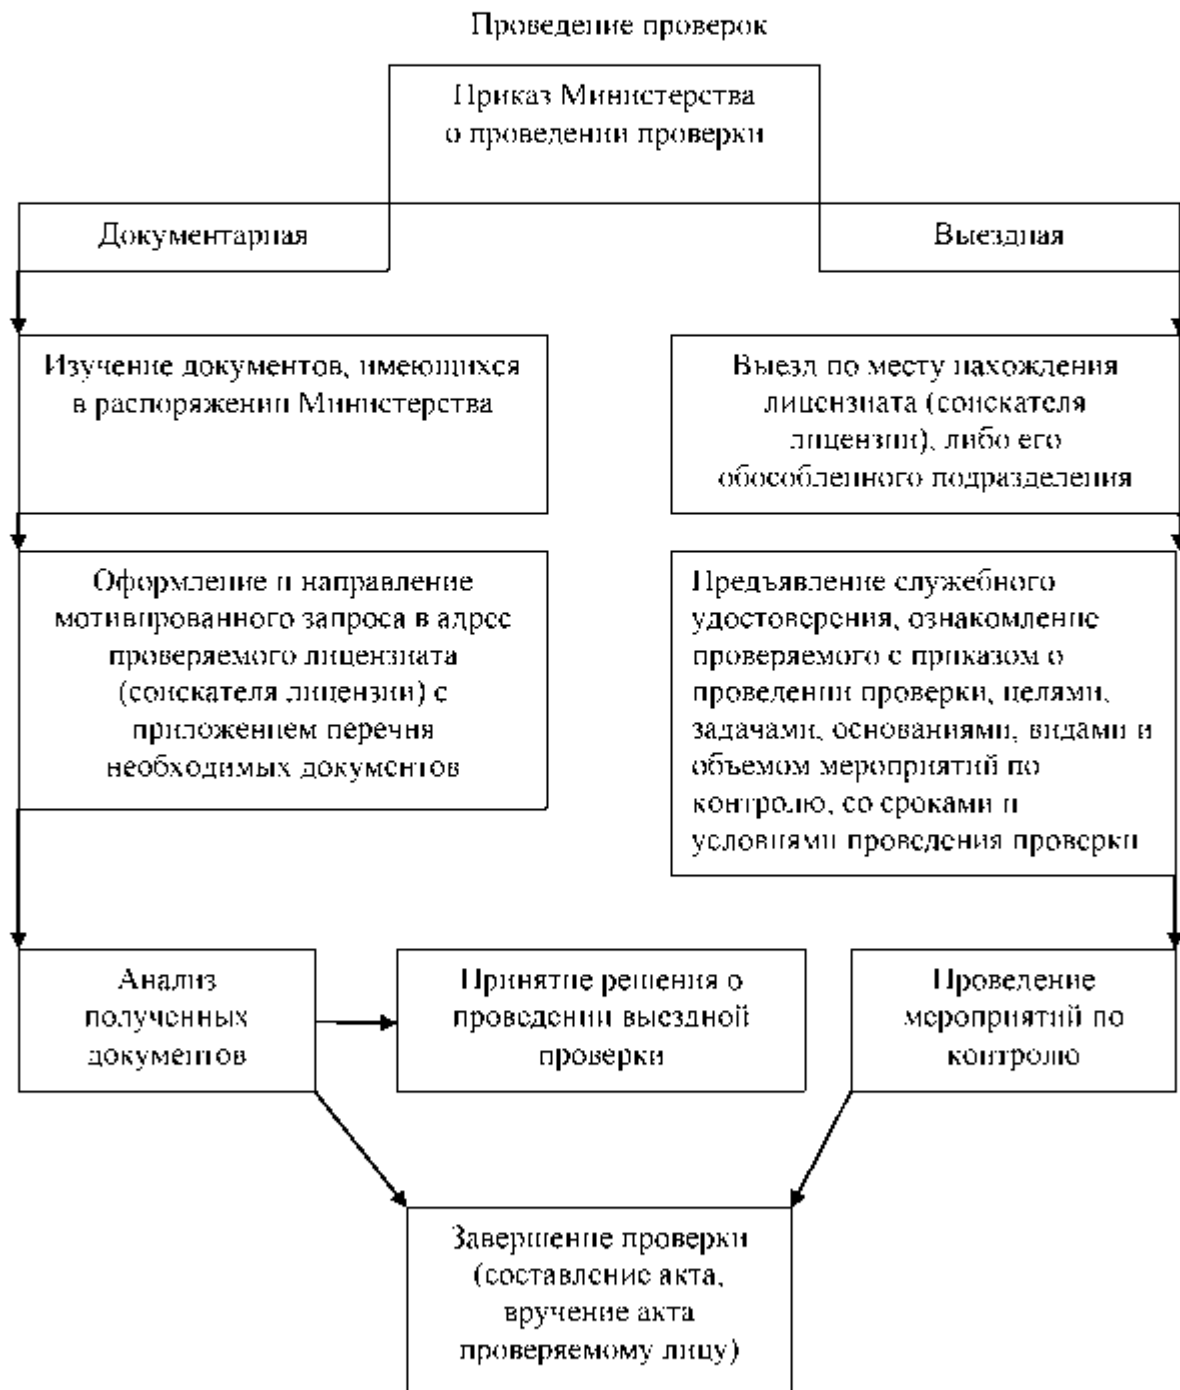 Проведение проверок
Приказ Министерства
о проведении проверки
Документарная
Выездная
Изучение документов, имеющихся
в распоряжении Министерства
Выезд по месту нахождения
лицензиата (соискателя
лицензии), либо его
обособленного подразделения
Оформление и направление
мотивированного запроса в адрес
проверяемого лицензиата
(соискателя лицензии) с
приложением перечня
необходимых документов
Предъявление служебного
удостоверения, ознакомление
проверяемого с приказом о
проведении проверки, целями,
задачами, основаниями, видами и
объемом мероприятий по
контролю, со сроками и
условиями проведения проверки
Анализ
полученных
документов
Принятие решения о
проведении выездной
проверки
Проведение
мероприятий по
контролю
Завершение проверки
(составление акта,
вручение акта
проверяемому лицу)